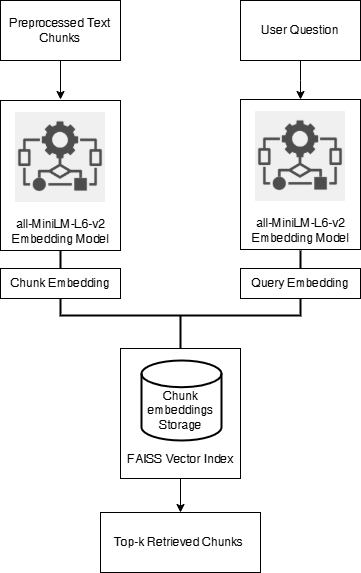 Preprocessed Text
Chunks
User Question
all-MiniLM-L6-v2
Embedding Model
all-MiniLM-L6-v2
Embedding Model
Chunk Embedding
Query Embedding
Chunk
embeddings
Storage
FAISS Vector Index
Top-k Retrieved Chunks